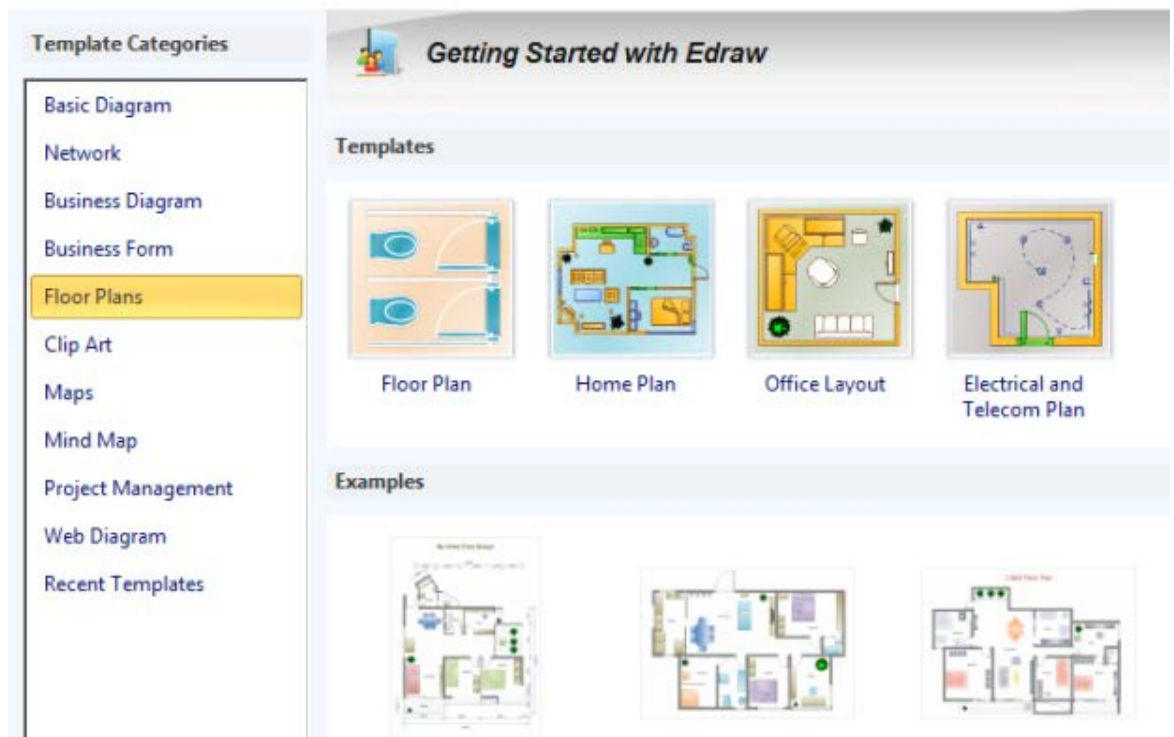 Template Categories
Basic Diagram
Network
Business Diagram
Business Form
Floor Plans
Clip Art
Maps
Mind Map
Project Management
Web Diagram
Recent Templates
Getting Started with Edraw
Templates
Floor Plan
Home Plan
Office Layout
Electrical and
Telecom Plan
Examples